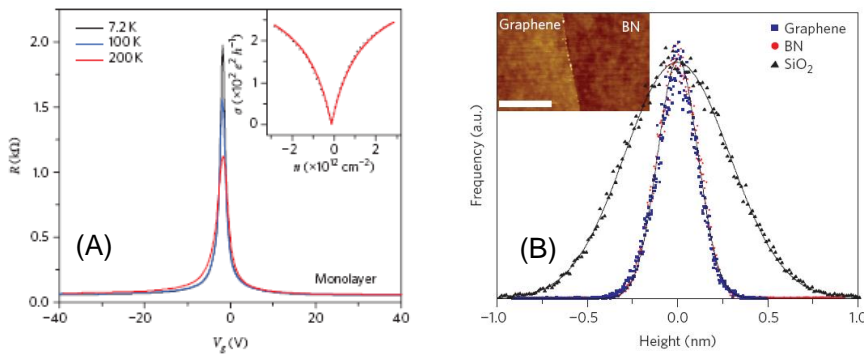 7.2 K
100 K
200 K
2.0
1.5
1.0
0.5
0.0
R (kΩ)
−40
−20
0
20
40
V_g (V)
(A)
Monolayer
σ (×10² e² h⁻¹)
2
1
0
−2
0
2
n (×10¹² cm⁻²)
Graphene
BN
Graphene
BN
SiO₂
Frequency (a.u.)
(B)
−1.0
−0.5
0.0
0.5
1.0
Height (nm)